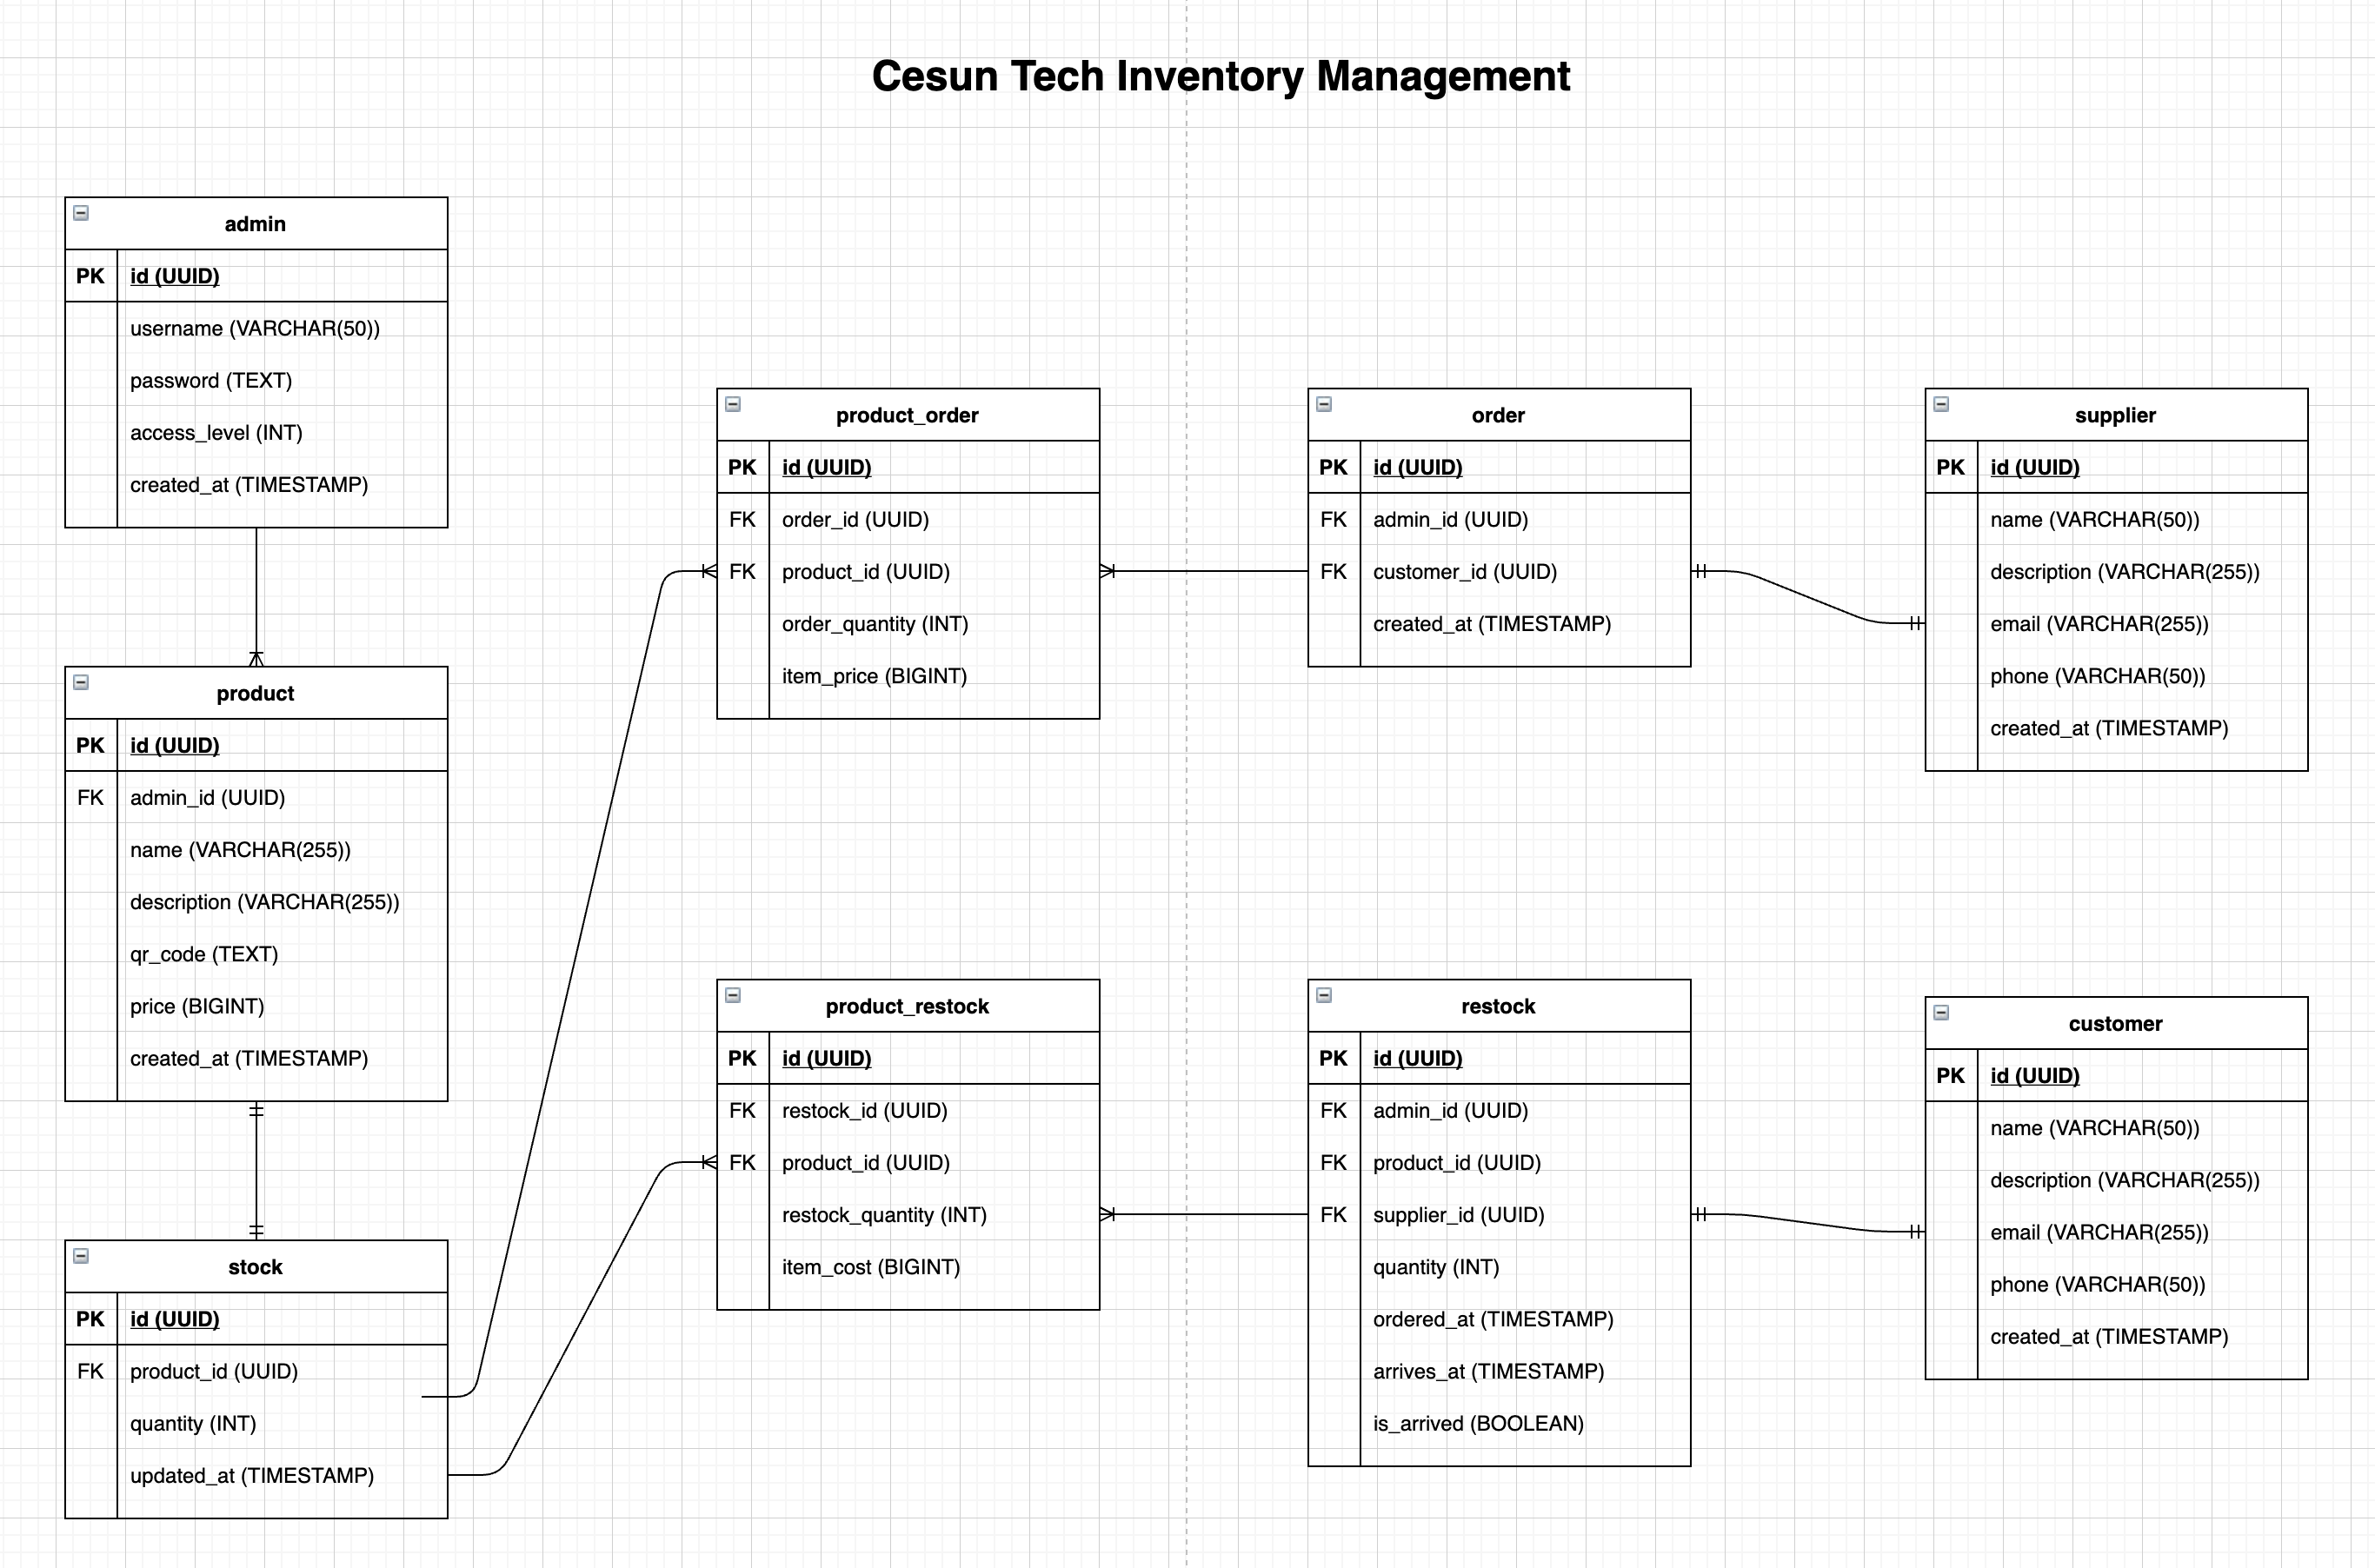 Cesun Tech Inventory Management
admin
PK id (UUID)
username (VARCHAR(50))
password (TEXT)
access_level (INT)
created_at (TIMESTAMP)
product
PK id (UUID)
FK admin_id (UUID)
name (VARCHAR(255))
description (VARCHAR(255))
qr_code (TEXT)
price (BIGINT)
created_at (TIMESTAMP)
stock
PK id (UUID)
FK product_id (UUID)
quantity (INT)
updated_at (TIMESTAMP)
product_order
PK id (UUID)
FK order_id (UUID)
FK product_id (UUID)
order_quantity (INT)
item_price (BIGINT)
product_restock
PK id (UUID)
FK restock_id (UUID)
FK product_id (UUID)
restock_quantity (INT)
item_cost (BIGINT)
order
PK id (UUID)
FK admin_id (UUID)
FK customer_id (UUID)
created_at (TIMESTAMP)
restock
PK id (UUID)
FK admin_id (UUID)
FK product_id (UUID)
FK supplier_id (UUID)
quantity (INT)
ordered_at (TIMESTAMP)
arrives_at (TIMESTAMP)
is_arrived (BOOLEAN)
supplier
PK id (UUID)
name (VARCHAR(50))
description (VARCHAR(255))
email (VARCHAR(255))
phone (VARCHAR(50))
created_at (TIMESTAMP)
customer
PK id (UUID)
name (VARCHAR(50))
description (VARCHAR(255))
email (VARCHAR(255))
phone (VARCHAR(50))
created_at (TIMESTAMP)